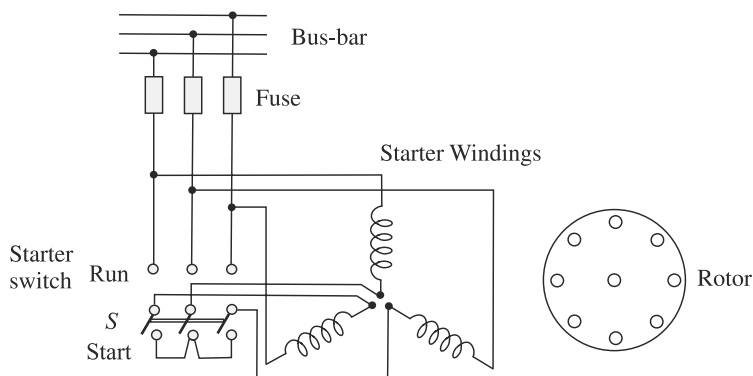 Bus-bar
Fuse
Starter Windings
Starter
switch
Run
Rotor
S
Start